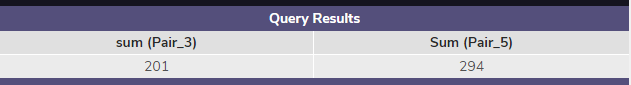 Query Results
sum (Pair_3) Sum (Pair_5)
201 294